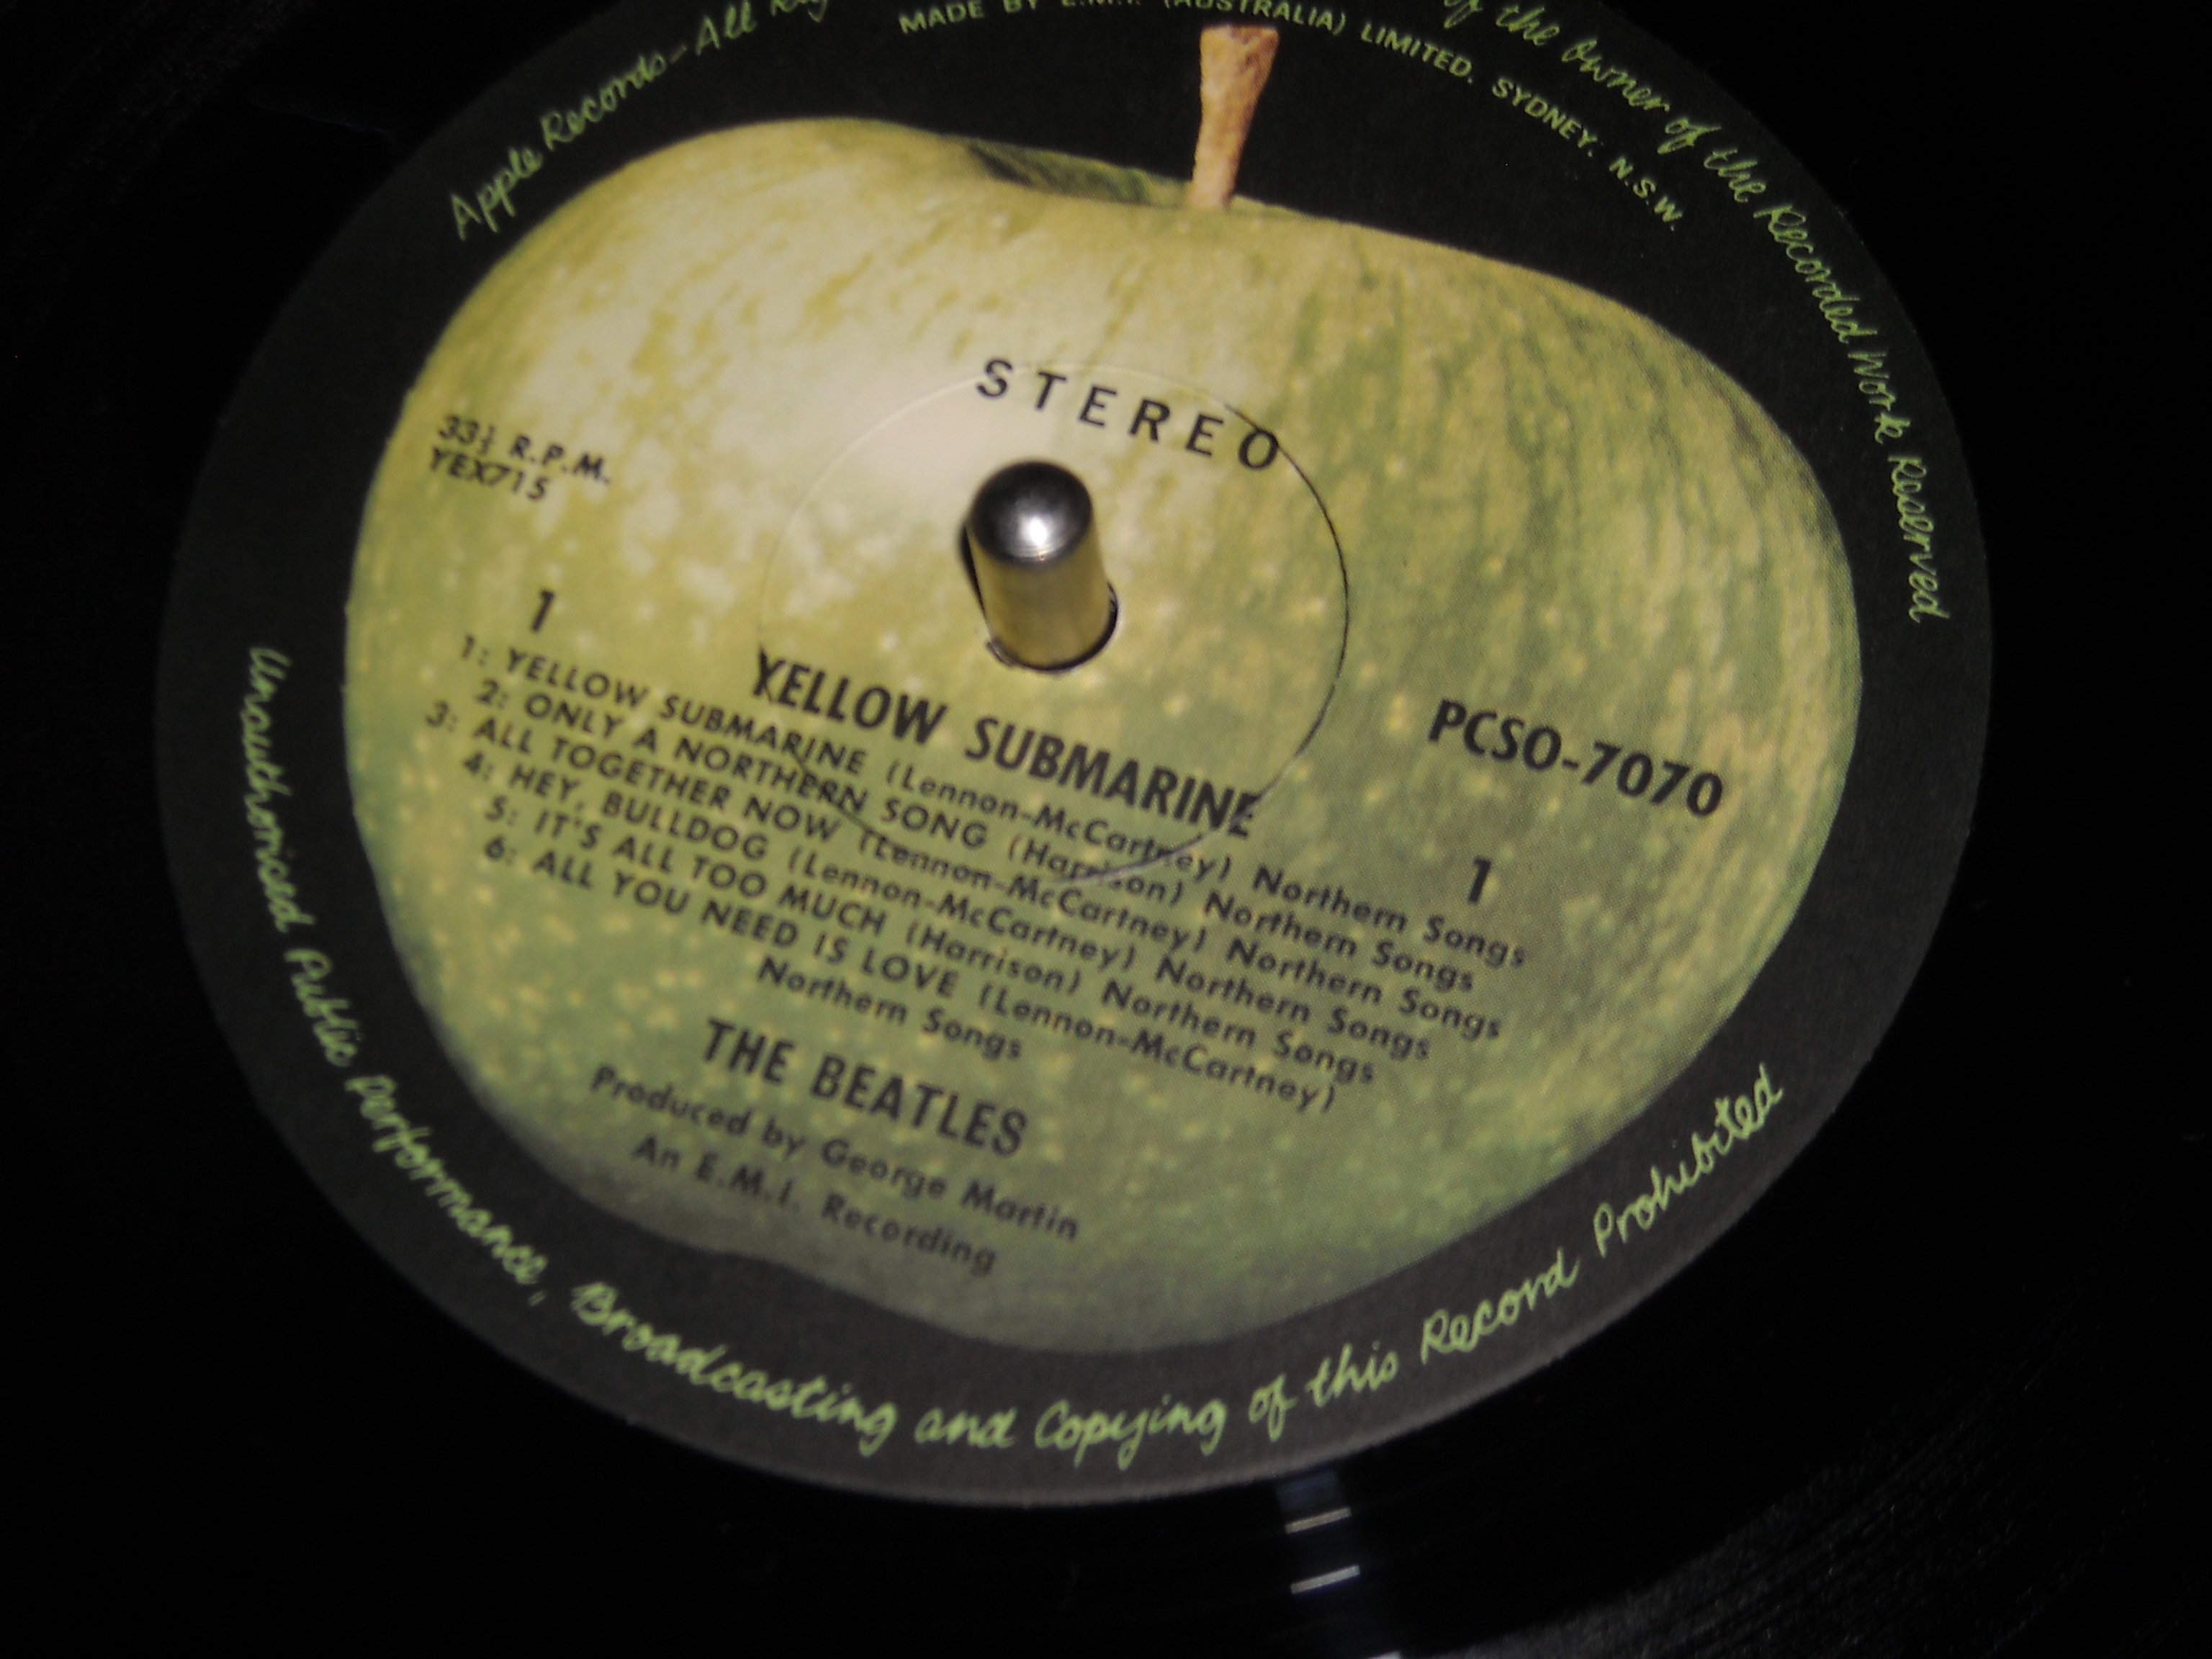 Apple Records-All
of the owner of the Recorded Work Reserved
MADE BY E.M.I. (AUSTRALIA) LIMITED. SYDNEY. N.S.W.
STEREO
33⅓ R.P.M.
YEX715
PCSO-7070
1
1
YELLOW SUBMARINE
1: YELLOW SUBMARINE (Lennon-McCartney) Northern Songs
2: ONLY A NORTHERN SONG (Harrison) Northern Songs
3: ALL TOGETHER NOW (Lennon-McCartney) Northern Songs
4: HEY, BULLDOG (Lennon-McCartney) Northern Songs
5: IT'S ALL TOO MUCH (Harrison) Northern Songs
6: ALL YOU NEED IS LOVE (Lennon-McCartney)
Northern Songs
THE BEATLES
Produced by George Martin
An E.M.I. Recording
Unauthorised Public Performance, Broadcasting and Copying of this Record Prohibited